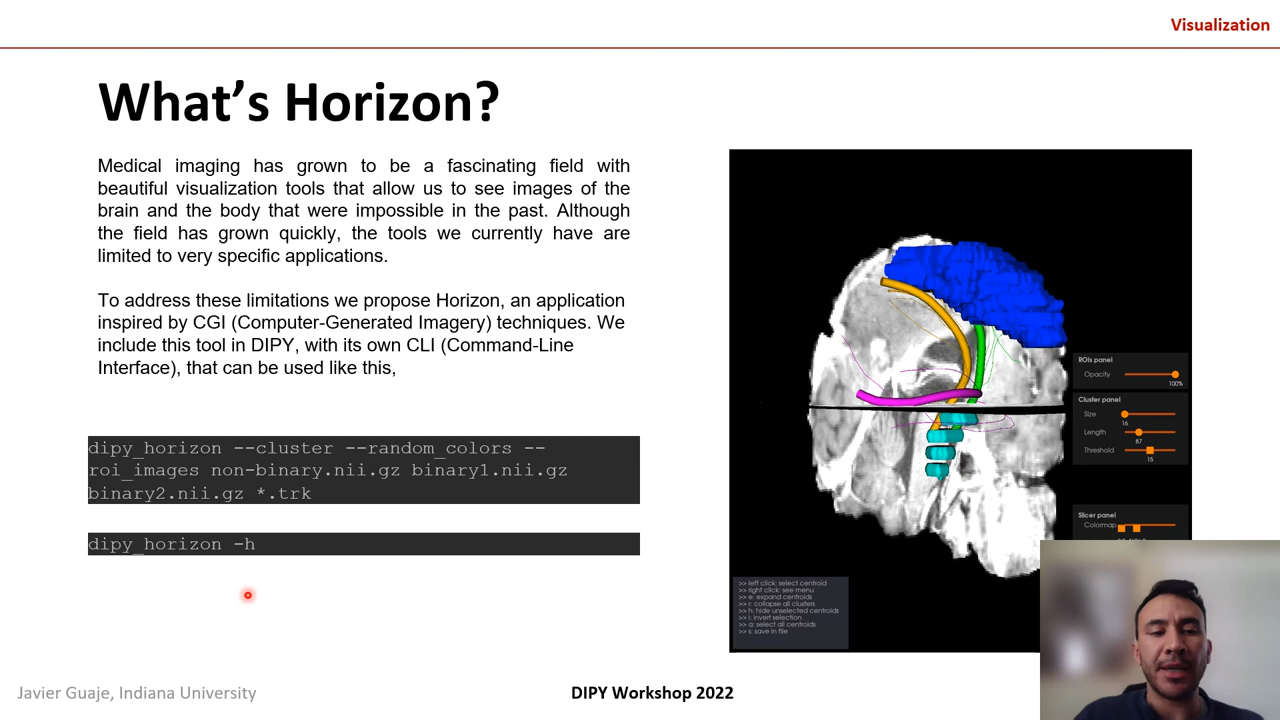 Visualization
What's Horizon?
Medical imaging has grown to be a fascinating field with
beautiful visualization tools that allow us to see images of the
brain and the body that were impossible in the past. Although
the field has grown quickly, the tools we currently have are
limited to very specific applications.
To address these limitations we propose Horizon, an application
inspired by CGI (Computer-Generated Imagery) techniques. We
include this tool in DIPY, with its own CLI (Command-Line
Interface), that can be used like this,
dipy_horizon --cluster --random_colors --
roi_images non-binary.nii.gz binary1.nii.gz
binary2.nii.gz *.trk
dipy_horizon -h
ROIs panel
Opacity
100%
Cluster panel
Size
16
Length
87
Threshold
15
Slicer panel
Colormap
>> left click: select centroid
>> right click: see menu
>> e: expand centroids
>> r: collapse all clusters
>> h: hide unselected centroids
>> i: invert selection
>> a: select all centroids
>> s: save in file
Javier Guaje, Indiana University
DIPY Workshop 2022